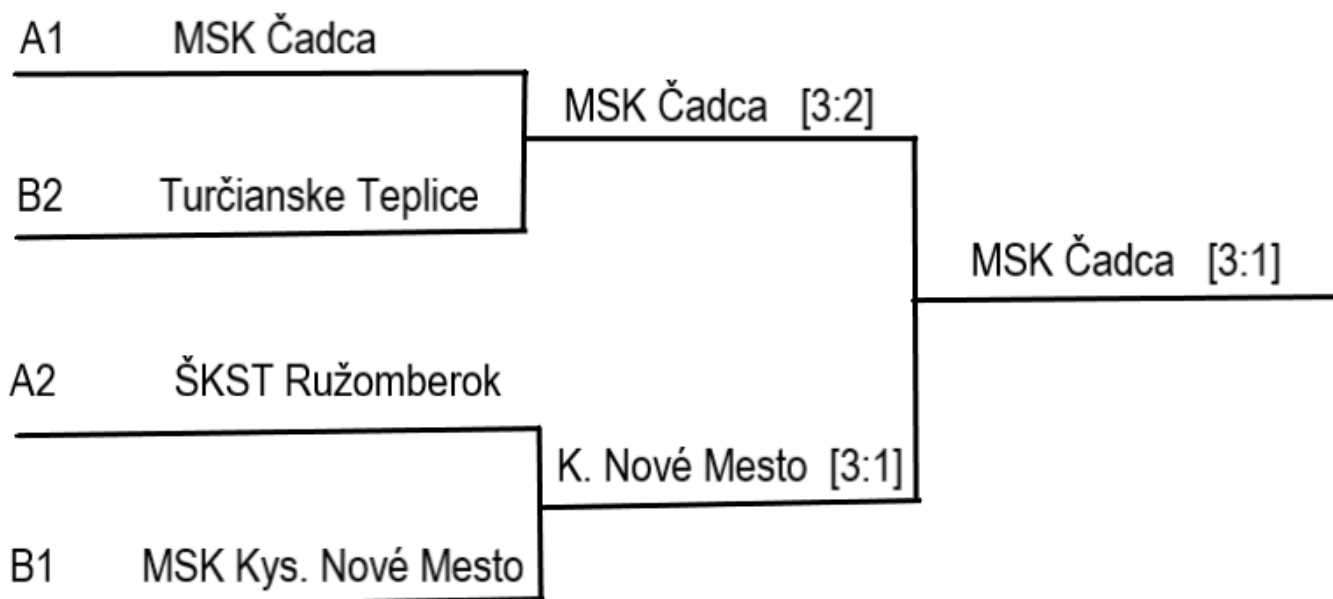 A1 MSK Čadca
MSK Čadca [3:2]
B2 Turčianske Teplice
MSK Čadca [3:1]
A2 ŠKST Ružomberok
K. Nové Mesto [3:1]
B1 MSK Kys. Nové Mesto